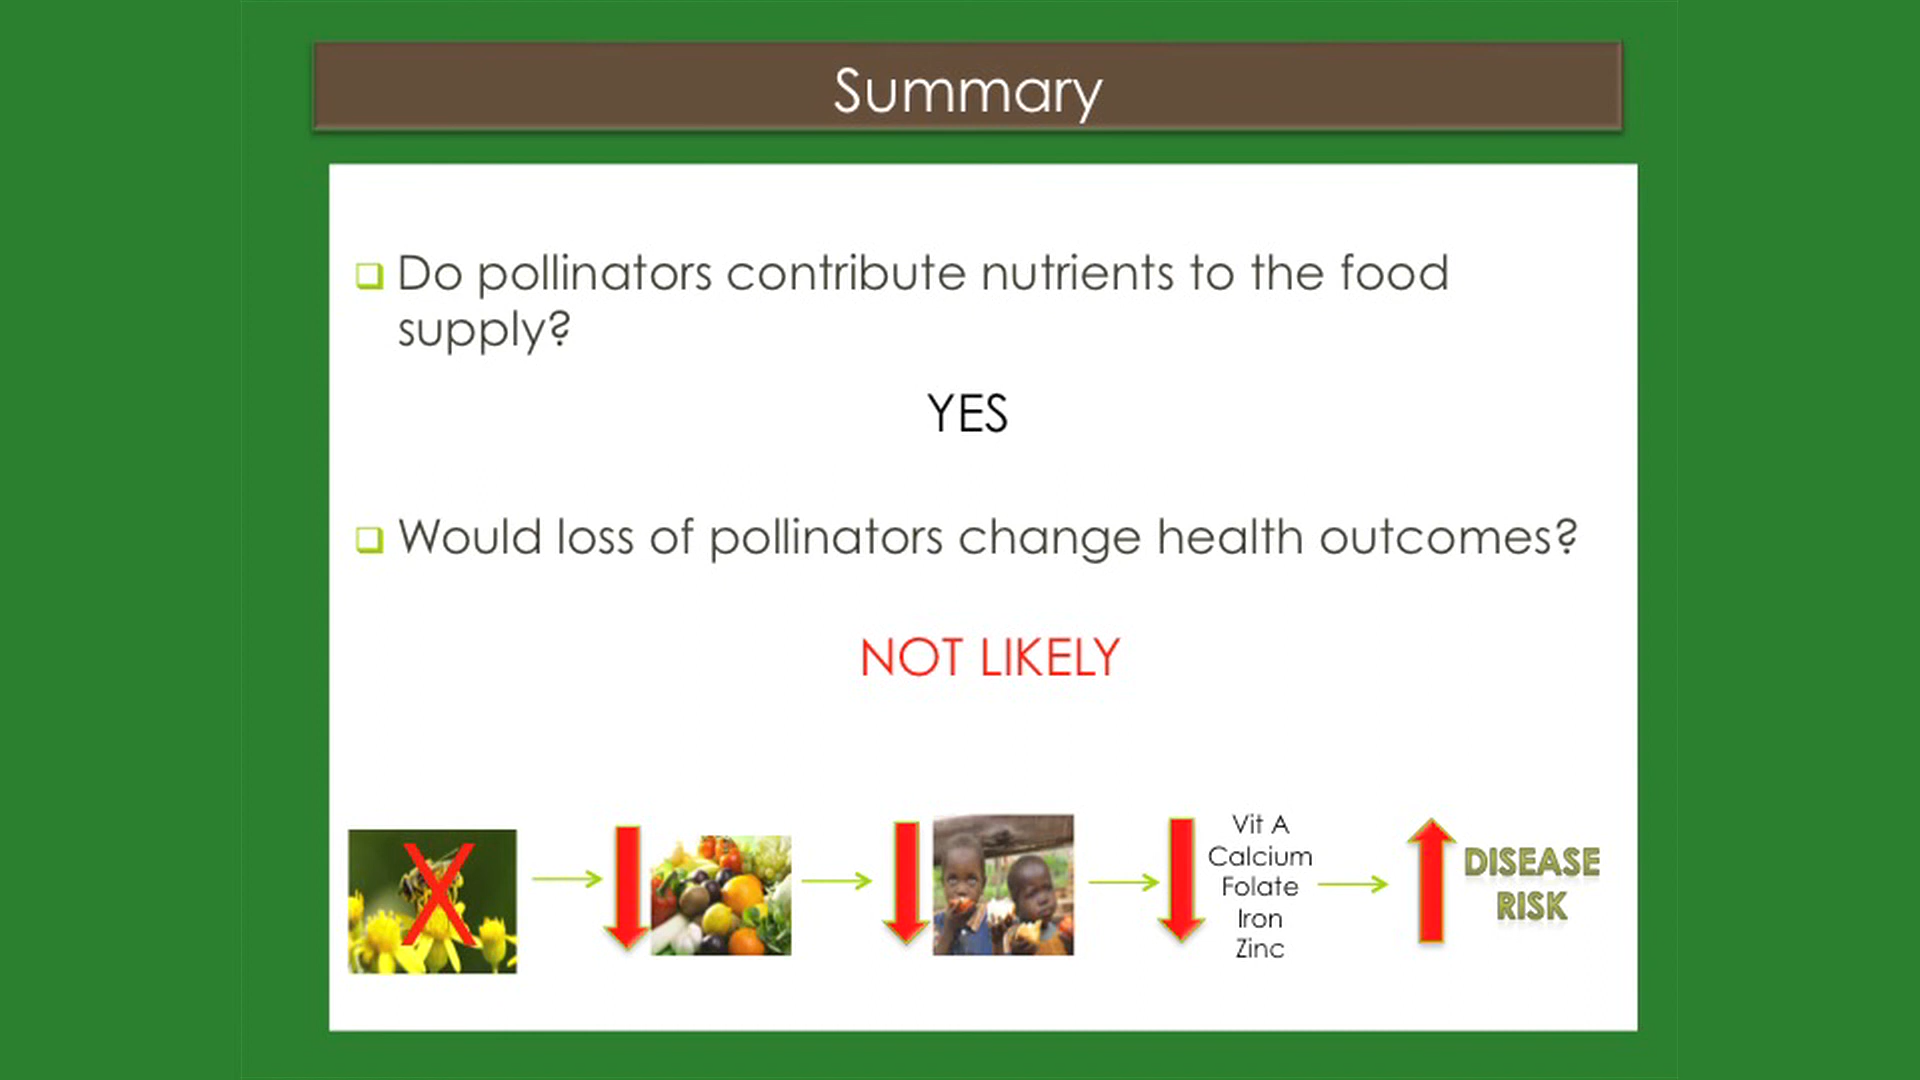 Summary
Do pollinators contribute nutrients to the food
supply?
YES
Would loss of pollinators change health outcomes?
NOT LIKELY
X
Vit A
Calcium
Folate
Iron
Zinc
DISEASE
RISK